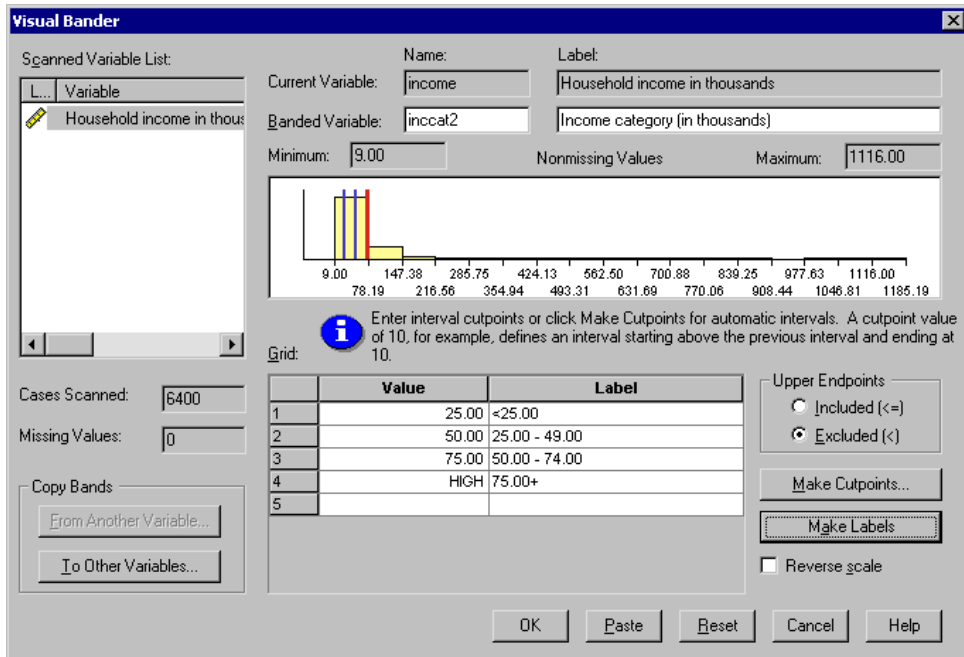 Visual Bander
Scanned Variable List:
L... Variable
Household income in thous
Name: Label:
Current Variable: income Household income in thousands
Banded Variable: inccat2 Income category (in thousands)
Minimum: 9.00 Nonmissing Values Maximum: 1116.00
9.00 147.38 285.75 424.13 562.50 700.88 839.25 977.63 1116.00
78.19 216.56 354.94 493.31 631.69 770.06 908.44 1046.81 1185.19
Enter interval cutpoints or click Make Cutpoints for automatic intervals. A cutpoint value
of 10, for example, defines an interval starting above the previous interval and ending at
10.
Grid:
Value Label
1 25.00 <25.00
2 50.00 25.00 - 49.00
3 75.00 50.00 - 74.00
4 HIGH 75.00+
5
Cases Scanned: 6400
Missing Values: 0
Copy Bands
From Another Variable...
To Other Variables...
Upper Endpoints
Included (<=)
Excluded (<)
Make Cutpoints...
Make Labels
Reverse scale
OK Paste Reset Cancel Help